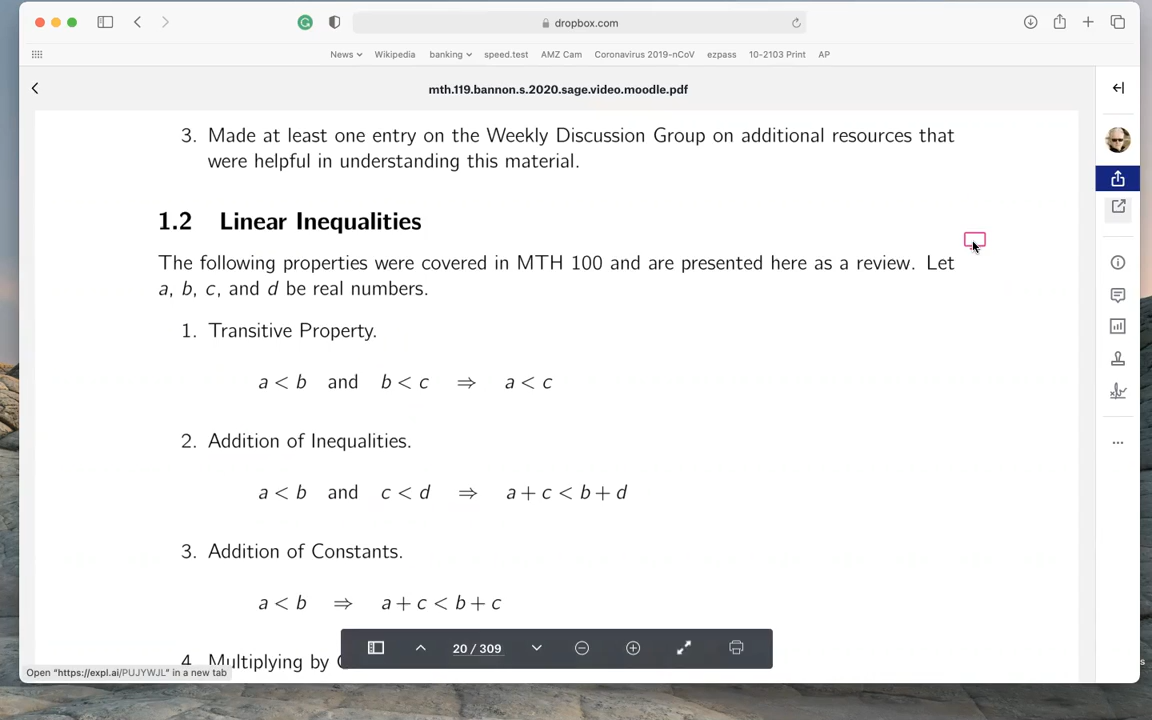 dropbox.com
News Wikipedia banking speed.test AMZ Cam Coronavirus 2019-nCoV ezpass 10-2103 Print AP
mth.119.bannon.s.2020.sage.video.moodle.pdf
3. Made at least one entry on the Weekly Discussion Group on additional resources that
were helpful in understanding this material.
1.2 Linear Inequalities
The following properties were covered in MTH 100 and are presented here as a review. Let
a, b, c, and d be real numbers.
1. Transitive Property.
a < b and b < c ⇒ a < c
2. Addition of Inequalities.
a < b and c < d ⇒ a + c < b + d
3. Addition of Constants.
a < b ⇒ a + c < b + c
20 / 309
4. Multiplying by
Open "https://expl.ai/PUJYWJL" in a new tab